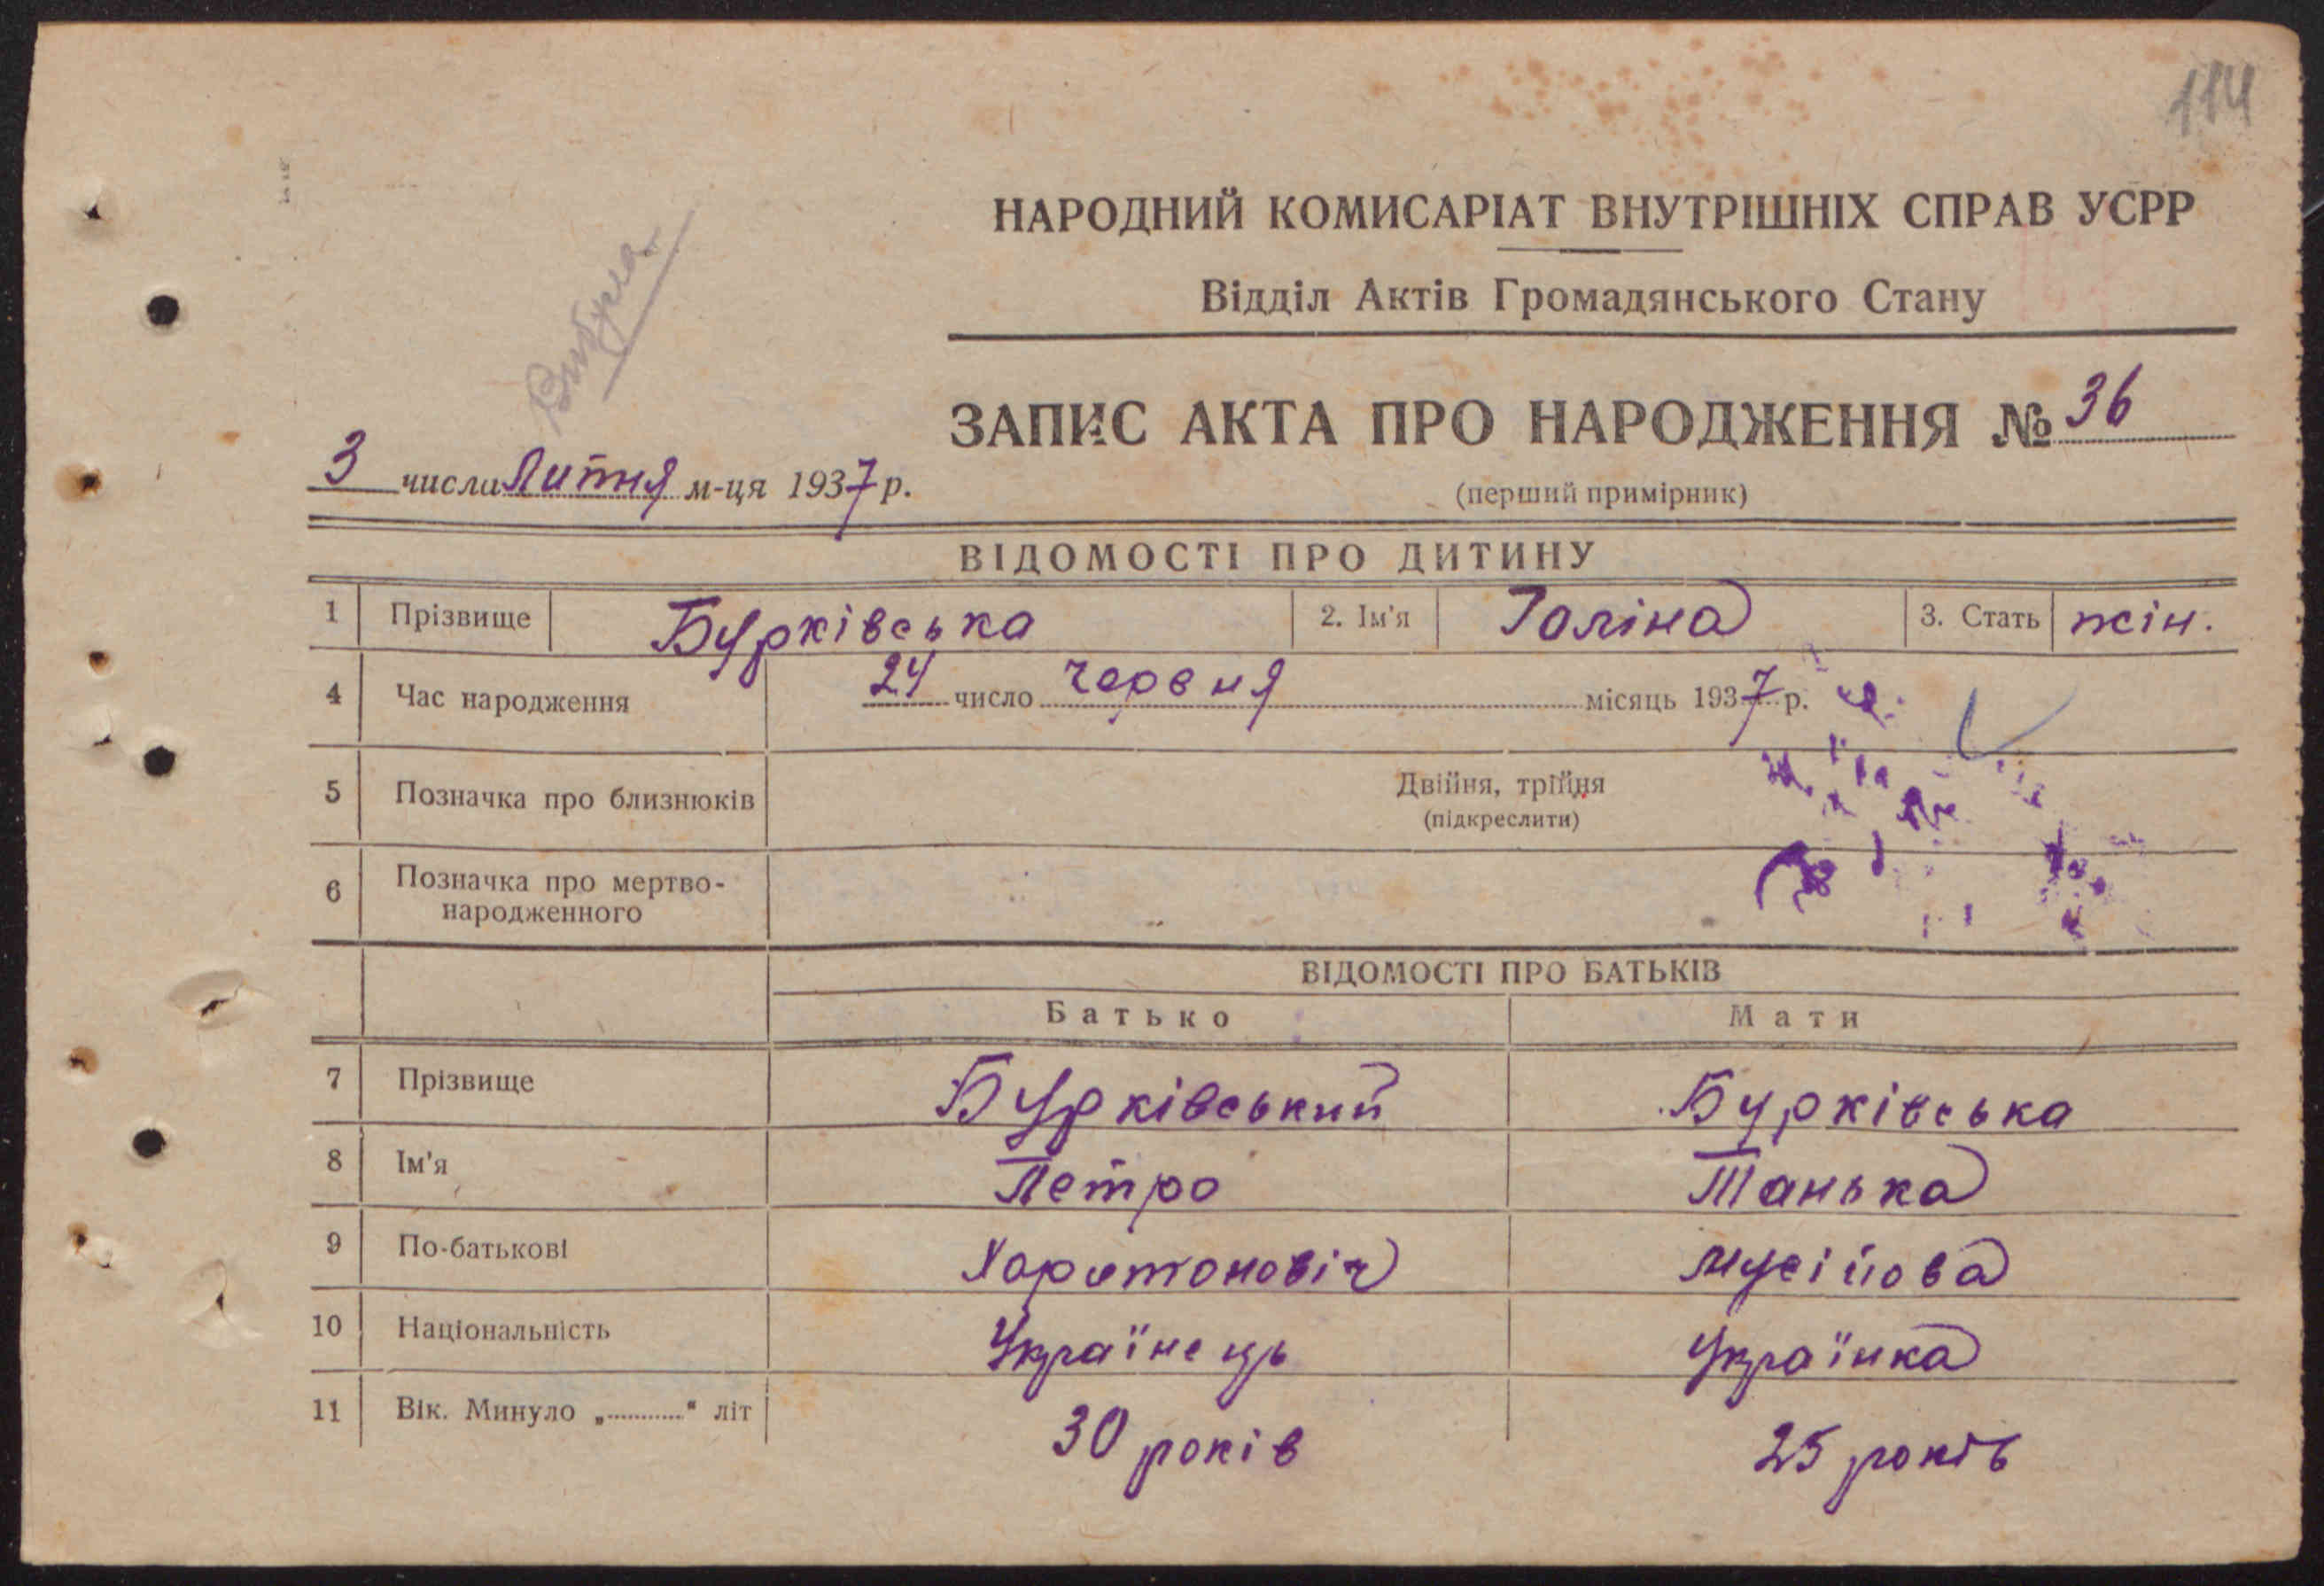 114
НАРОДНИЙ КОМИСАРІАТ ВНУТРІШНІХ СПРАВ УСРР
Відділ Актів Громадянського Стану
Вибула
ЗАПИС АКТА ПРО НАРОДЖЕННЯ № 36
3 числа Липня м-ця 1937 р.
(перший примірник)
ВІДОМОСТІ ПРО ДИТИНУ
1 Прізвище Бурківська 2. Ім'я Галіна 3. Стать жін.
4 Час народження 24 число червня місяць 1937 р.
5 Позначка про близнюків Двійня, трійня
(підкреслити)
6 Позначка про мертво-
народженного
ВІДОМОСТІ ПРО БАТЬКІВ
Батько Мати
7 Прізвище Бурківський Бурківська
8 Ім'я Петро Танька
9 По-батькові Харитоновіч Мусійова
10 Національність Українець Українка
11 Вік. Минуло „............“ літ 30 років 25 років